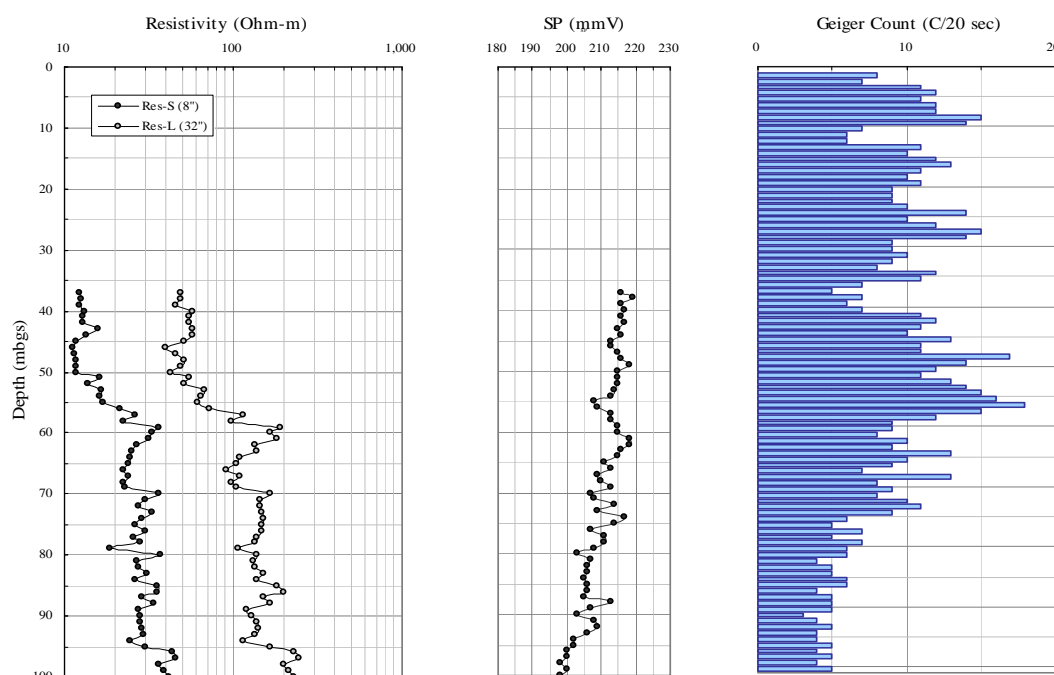 Resistivity (Ohm-m)
SP (mmV)
Geiger Count (C/20 sec)
10 100 1,000
180 190 200 210 220 230
0 10 20
0
Res-S (8")
Res-L (32")
10
20
30
40
50
60
70
80
90
100
Depth (mbgs)